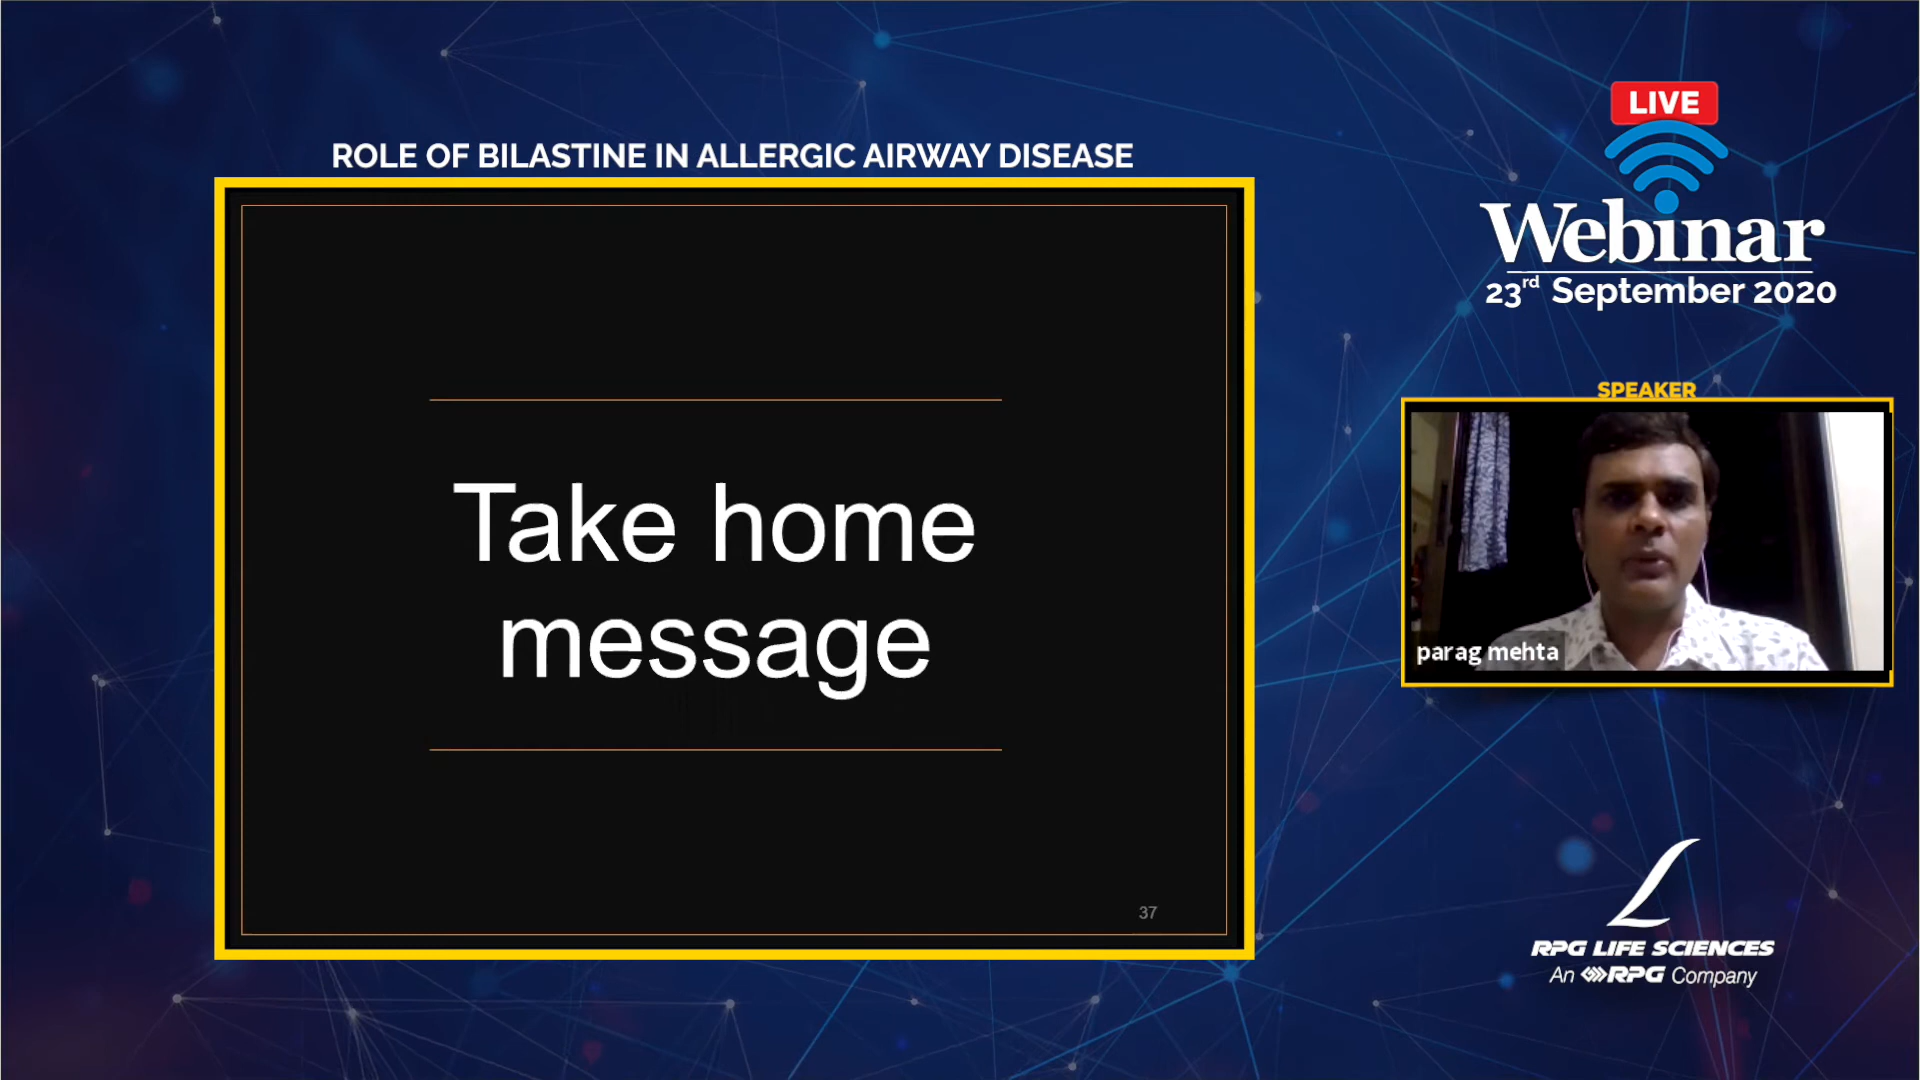 ROLE OF BILASTINE IN ALLERGIC AIRWAY DISEASE
Take home
message
37
LIVE
Webinar
23rd September 2020
SPEAKER
parag mehta
RPG LIFE SCIENCES
An RPG Company